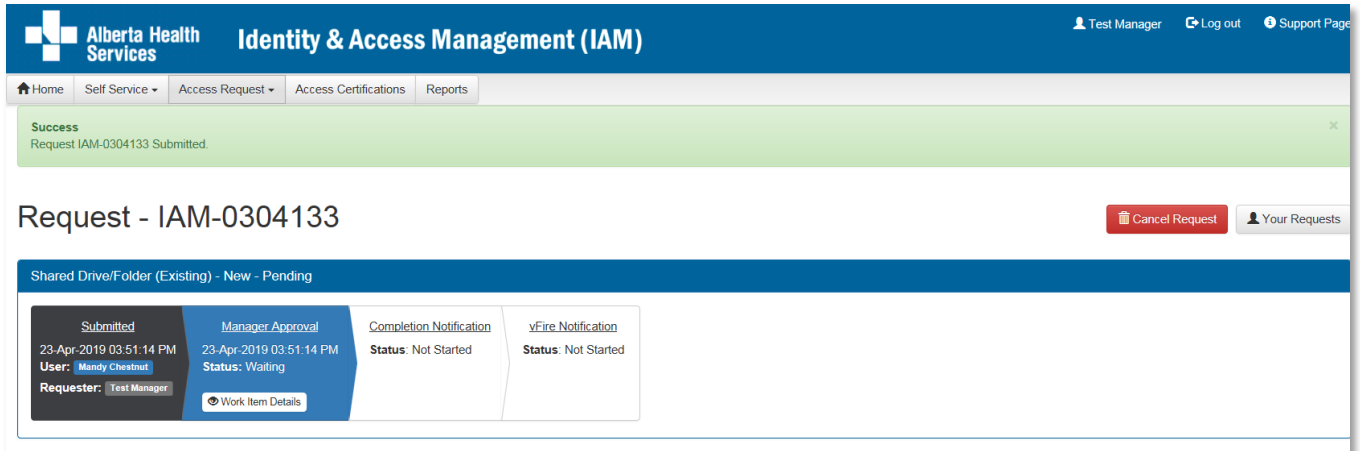 Alberta Health Services
Identity & Access Management (IAM)
Test Manager
Log out
Support Page
Home
Self Service
Access Request
Access Certifications
Reports
Success
Request IAM-0304133 Submitted.
×
Request - IAM-0304133
Cancel Request
Your Requests
Shared Drive/Folder (Existing) - New - Pending
Submitted
23-Apr-2019 03:51:14 PM
User: Mandy Chestnut
Requester: Test Manager
Manager Approval
23-Apr-2019 03:51:14 PM
Status: Waiting
Work Item Details
Completion Notification
Status: Not Started
vFire Notification
Status: Not Started